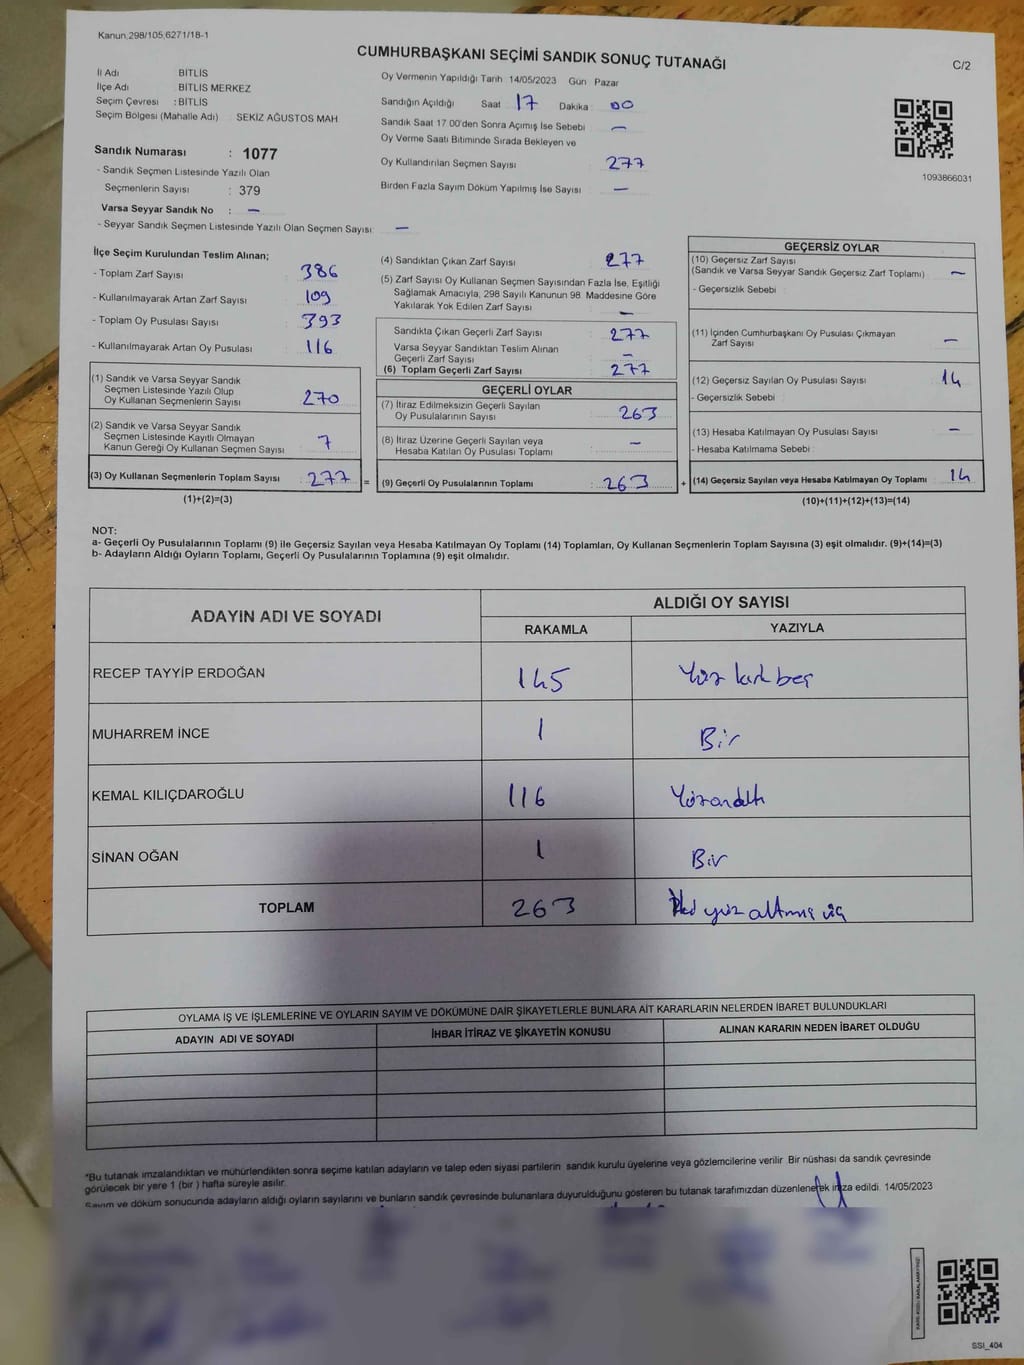 Kanun,298/105,6271/18-1
CUMHURBAŞKANI SEÇİMİ SANDIK SONUÇ TUTANAĞI
C/2
İl Adı BİTLİS
İlçe Adı BİTLİS MERKEZ
Seçim Çevresi : BİTLİS
Seçim Bölgesi (Mahalle Adı) SEKİZ AĞUSTOS MAH
Sandık Numarası : 1077
- Sandık Seçmen Listesinde Yazılı Olan
Seçmenlerin Sayısı : 379
Varsa Seyyar Sandık No : –
- Seyyar Sandık Seçmen Listesinde Yazılı Olan Seçmen Sayısı: –
Oy Vermenin Yapıldığı Tarih 14/05/2023 Gün Pazar
Sandığın Açıldığı Saat 17 Dakika : 00
Sandık Saat 17.00'den Sonra Açımış İse Sebebi –
Oy Verme Saati Bitiminde Sırada Bekleyen ve
Oy Kullandırılan Seçmen Sayısı 277
Birden Fazla Sayım Döküm Yapılmış İse Sayısı –
1093866031
İlçe Seçim Kurulundan Teslim Alınan;
- Toplam Zarf Sayısı 386
- Kullanılmayarak Artan Zarf Sayısı 109
- Toplam Oy Pusulası Sayısı 393
- Kullanılmayarak Artan Oy Pusulası 116
(1) Sandık ve Varsa Seyyar Sandık
Seçmen Listesinde Yazılı Olup
Oy Kullanan Seçmenlerin Sayısı 270
(2) Sandık ve Varsa Seyyar Sandık
Seçmen Listesinde Kayıtlı Olmayan
Kanun Gereği Oy Kullanan Seçmen Sayısı 7
(3) Oy Kullanan Seçmenlerin Toplam Sayısı 277 =
(1)+(2)=(3)
(4) Sandıktan Çıkan Zarf Sayısı 277
(5) Zarf Sayısı Oy Kullanan Seçmen Sayısından Fazla İse, Eşitliği
Sağlamak Amacıyla, 298 Sayılı Kanunun 98. Maddesine Göre
Yakılarak Yok Edilen Zarf Sayısı –
Sandıkta Çıkan Geçerli Zarf Sayısı 277
Varsa Seyyar Sandıktan Teslim Alınan
Geçerli Zarf Sayısı –
(6) Toplam Geçerli Zarf Sayısı 277
GEÇERLİ OYLAR
(7) İtiraz Edilmeksizin Geçerli Sayılan
Oy Pusulalarının Sayısı 263
(8) İtiraz Üzerine Geçerli Sayılan veya
Hesaba Katılan Oy Pusulası Toplamı –
(9) Geçerli Oy Pusulalarının Toplamı : 263 +
GEÇERSİZ OYLAR
(10) Geçersiz Zarf Sayısı
(Sandık ve Varsa Seyyar Sandık Geçersiz Zarf Toplamı) –
- Geçersizlik Sebebi
(11) İçinden Cumhurbaşkanı Oy Pusulası Çıkmayan
Zarf Sayısı –
(12) Geçersiz Sayılan Oy Pusulası Sayısı 14
- Geçersizlik Sebebi
(13) Hesaba Katılmayan Oy Pusulası Sayısı –
- Hesaba Katılmama Sebebi
(14) Geçersiz Sayılan veya Hesaba Katılmayan Oy Toplamı 14
(10)+(11)+(12)+(13)=(14)
NOT:
a- Geçerli Oy Pusulalarının Toplamı (9) ile Geçersiz Sayılan veya Hesaba Katılmayan Oy Toplamı (14) Toplamları, Oy Kullanan Seçmenlerin Toplam Sayısına (3) eşit olmalıdır. (9)+(14)=(3)
b- Adayların Aldığı Oyların Toplamı, Geçerli Oy Pusulalarının Toplamına (9) eşit olmalıdır.
ADAYIN ADI VE SOYADI
ALDIĞI OY SAYISI
RAKAMLA YAZIYLA
RECEP TAYYİP ERDOĞAN 145 Yüz kırk beş
MUHARREM İNCE 1 Bir
KEMAL KILIÇDAROĞLU 116 Yüzonaltı
SİNAN OĞAN 1 Bir
TOPLAM 263 İki yüz altmış üç
OYLAMA İŞ VE İŞLEMLERİNE VE OYLARIN SAYIM VE DÖKÜMÜNE DAİR ŞİKAYETLERLE BUNLARA AİT KARARLARIN NELERDEN İBARET BULUNDUKLARI
ADAYIN ADI VE SOYADI İHBAR İTİRAZ VE ŞİKAYETİN KONUSU ALINAN KARARIN NEDEN İBARET OLDUĞU
*Bu tutanak imzalandıktan ve mühürlendikten sonra seçime katılan adayların ve talep eden siyasi partilerin sandık kurulu üyelerine veya gözlemcilerine verilir. Bir nüshası da sandık çevresinde
görülecek bir yere 1 (bir) hafta süreyle asılır.
Sayım ve döküm sonucunda adayların aldığı oyların sayılarını ve bunların sandık çevresinde bulunanlara duyurulduğunu gösteren bu tutanak tarafımızdan düzenlenerek imza edildi. 14/05/2023
SSI_404